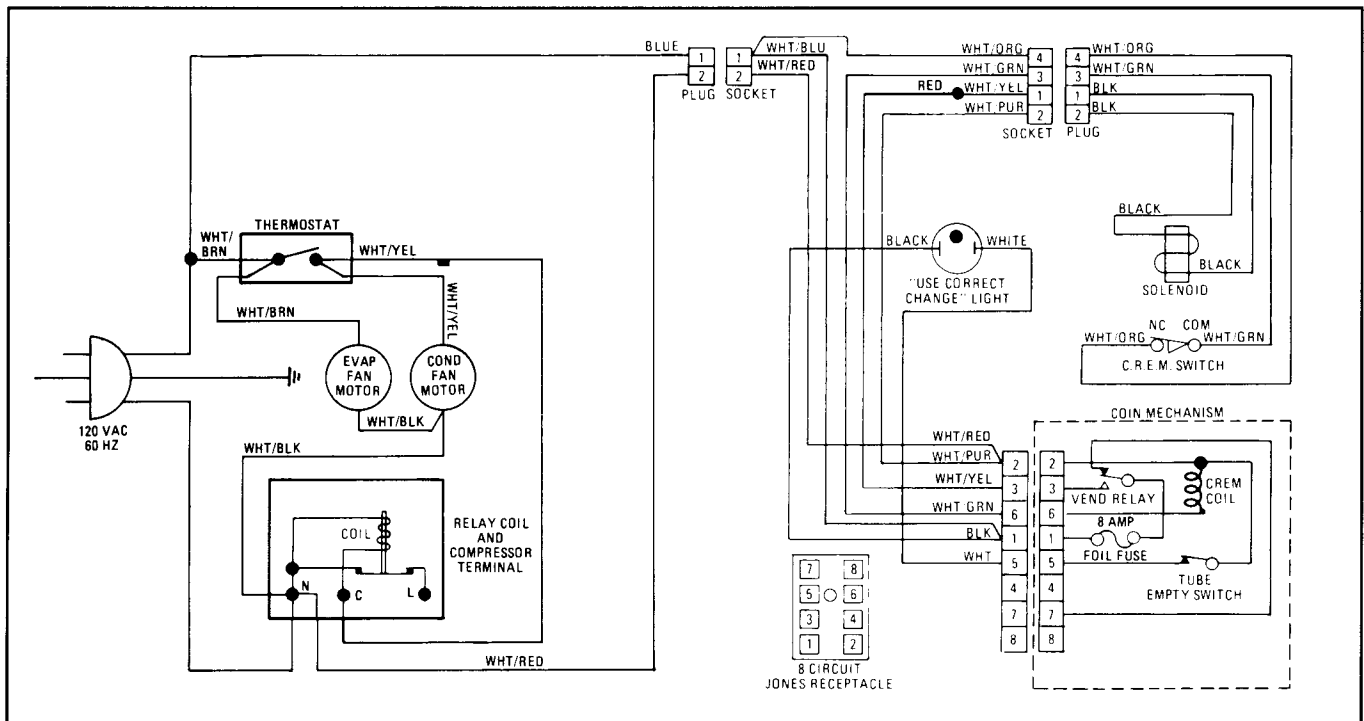 BLUE
1
2
PLUG
1
2
SOCKET
WHT/BLU
WHT/RED
WHT/ORG
WHT GRN
RED
WHT/YEL
WHT PUR
4
3
1
2
SOCKET
4
3
1
2
PLUG
WHT/ORG
WHT/GRN
BLK
BLK
THERMOSTAT
WHT/
BRN
WHT/YEL
WHT/BRN
WHT/YEL
EVAP
FAN
MOTOR
COND
FAN
MOTOR
WHT/BLK
120 VAC
60 HZ
WHT/BLK
COIL
N
C
L
RELAY COIL
AND
COMPRESSOR
TERMINAL
WHT/RED
BLACK
WHITE
"USE CORRECT
CHANGE" LIGHT
BLACK
BLACK
SOLENOID
WHT/ORG
NC
COM
WHT/GRN
C.R.E.M. SWITCH
COIN MECHANISM
WHT/RED
WHT/PUR
WHT/YEL
WHT GRN
BLK
WHT
2
3
6
1
5
4
7
8
2
3
6
1
5
4
7
8
VEND RELAY
CREM
COIL
8 AMP
FOIL FUSE
TUBE
EMPTY SWITCH
7 8
5 6
3 4
1 2
8 CIRCUIT
JONES RECEPTACLE